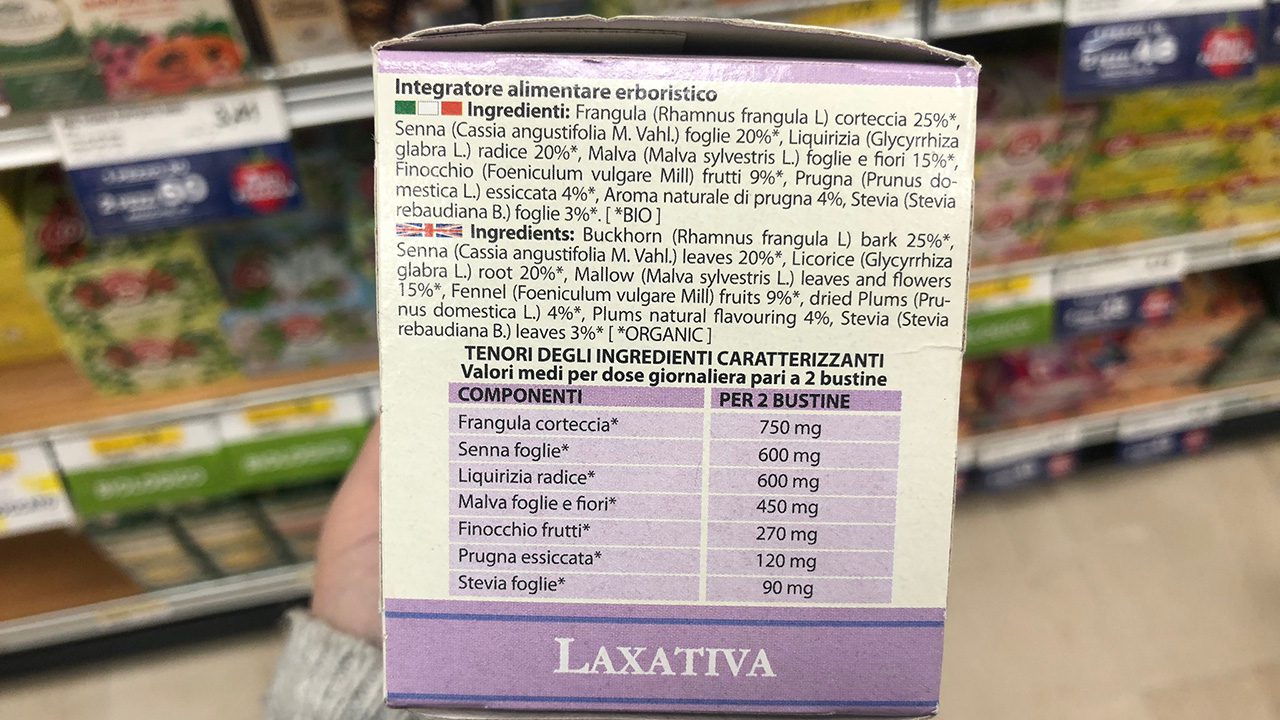 Integratore alimentare erboristico
Ingredienti: Frangula (Rhamnus frangula L) corteccia 25%*,
Senna (Cassia angustifolia M. Vahl.) foglie 20%*, Liquirizia (Glycyrrhiza
glabra L.) radice 20%*, Malva (Malva sylvestris L.) foglie e fiori 15%*,
Finocchio (Foeniculum vulgare Mill) frutti 9%*, Prugna (Prunus do-
mestica L.) essiccata 4%*, Aroma naturale di prugna 4%, Stevia (Stevia
rebaudiana B.) foglie 3%*. [ *BIO ]
Ingredients: Buckhorn (Rhamnus frangula L) bark 25%*,
Senna (Cassia angustifolia M. Vahl.) leaves 20%*, Licorice (Glycyrrhiza
glabra L.) root 20%*, Mallow (Malva sylvestris L.) leaves and flowers
15%*, Fennel (Foeniculum vulgare Mill) fruits 9%*, dried Plums (Pru-
nus domestica L.) 4%*, Plums natural flavouring 4%, Stevia (Stevia
rebaudiana B.) leaves 3%* [ *ORGANIC ]
TENORI DEGLI INGREDIENTI CARATTERIZZANTI
Valori medi per dose giornaliera pari a 2 bustine
COMPONENTI PER 2 BUSTINE
Frangula corteccia* 750 mg
Senna foglie* 600 mg
Liquirizia radice* 600 mg
Malva foglie e fiori* 450 mg
Finocchio frutti* 270 mg
Prugna essiccata* 120 mg
Stevia foglie* 90 mg
LAXATIVA